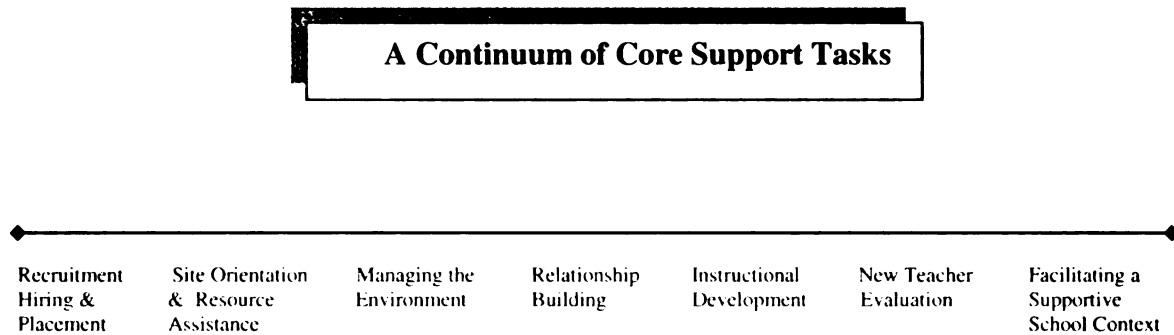 A Continuum of Core Support Tasks
Recruitment
Hiring &
Placement
Site Orientation
& Resource
Assistance
Managing the
Environment
Relationship
Building
Instructional
Development
New Teacher
Evaluation
Facilitating a
Supportive
School Context